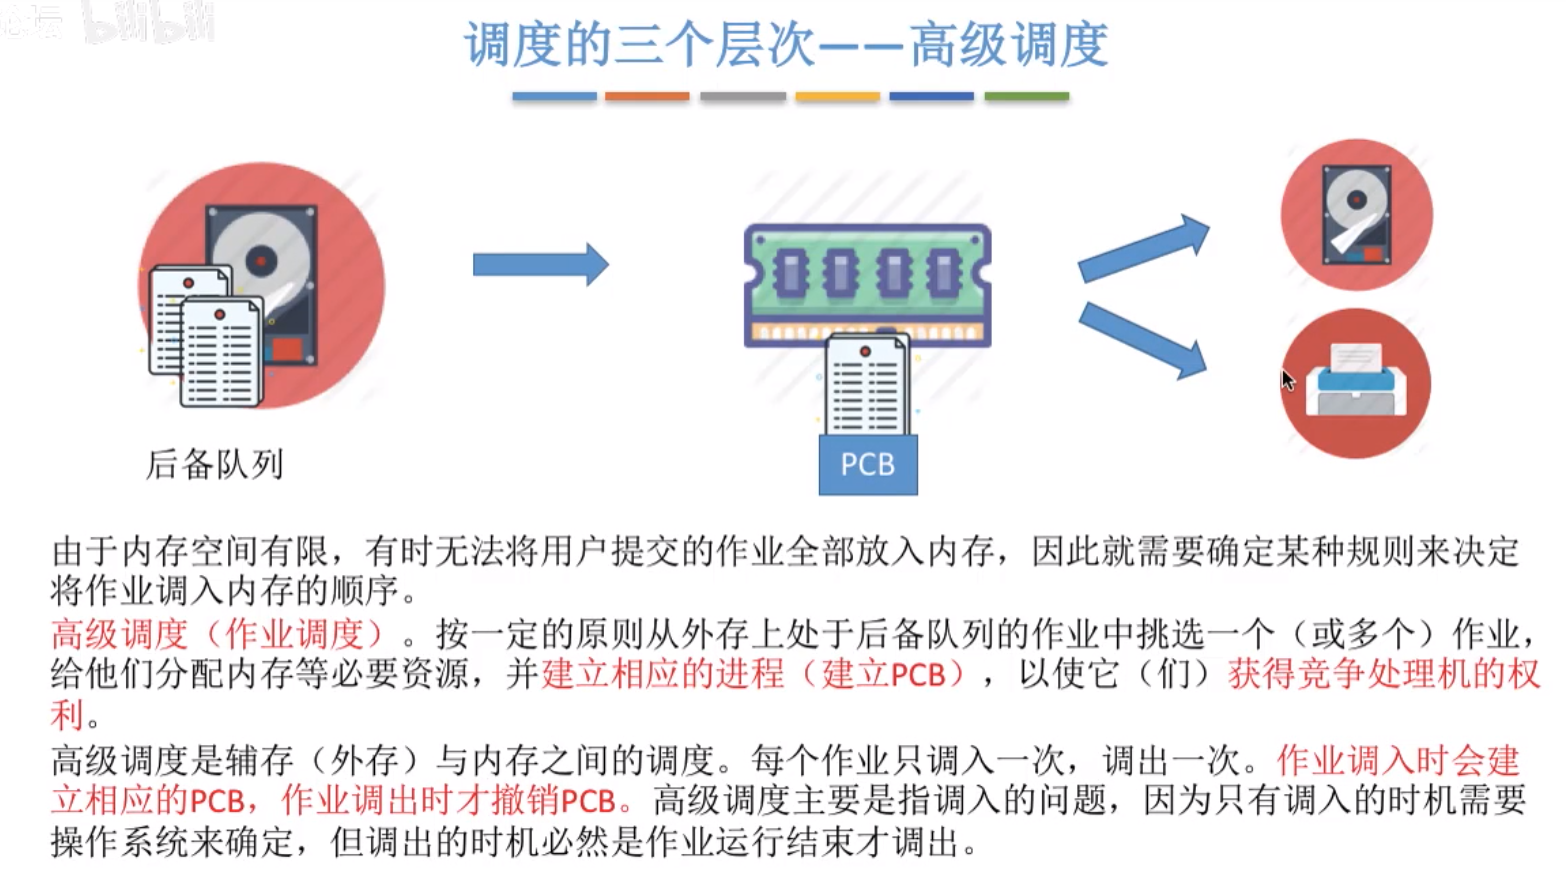 论坛 bilibili
调度的三个层次——高级调度
后备队列
PCB
由于内存空间有限，有时无法将用户提交的作业全部放入内存，因此就需要确定某种规则来决定
将作业调入内存的顺序。
高级调度（作业调度）。按一定的原则从外存上处于后备队列的作业中挑选一个（或多个）作业，
给他们分配内存等必要资源，并建立相应的进程（建立PCB），以使它（们）获得竞争处理机的权
利。
高级调度是辅存（外存）与内存之间的调度。每个作业只调入一次，调出一次。作业调入时会建
立相应的PCB，作业调出时才撤销PCB。高级调度主要是指调入的问题，因为只有调入的时机需要
操作系统来确定，但调出的时机必然是作业运行结束才调出。